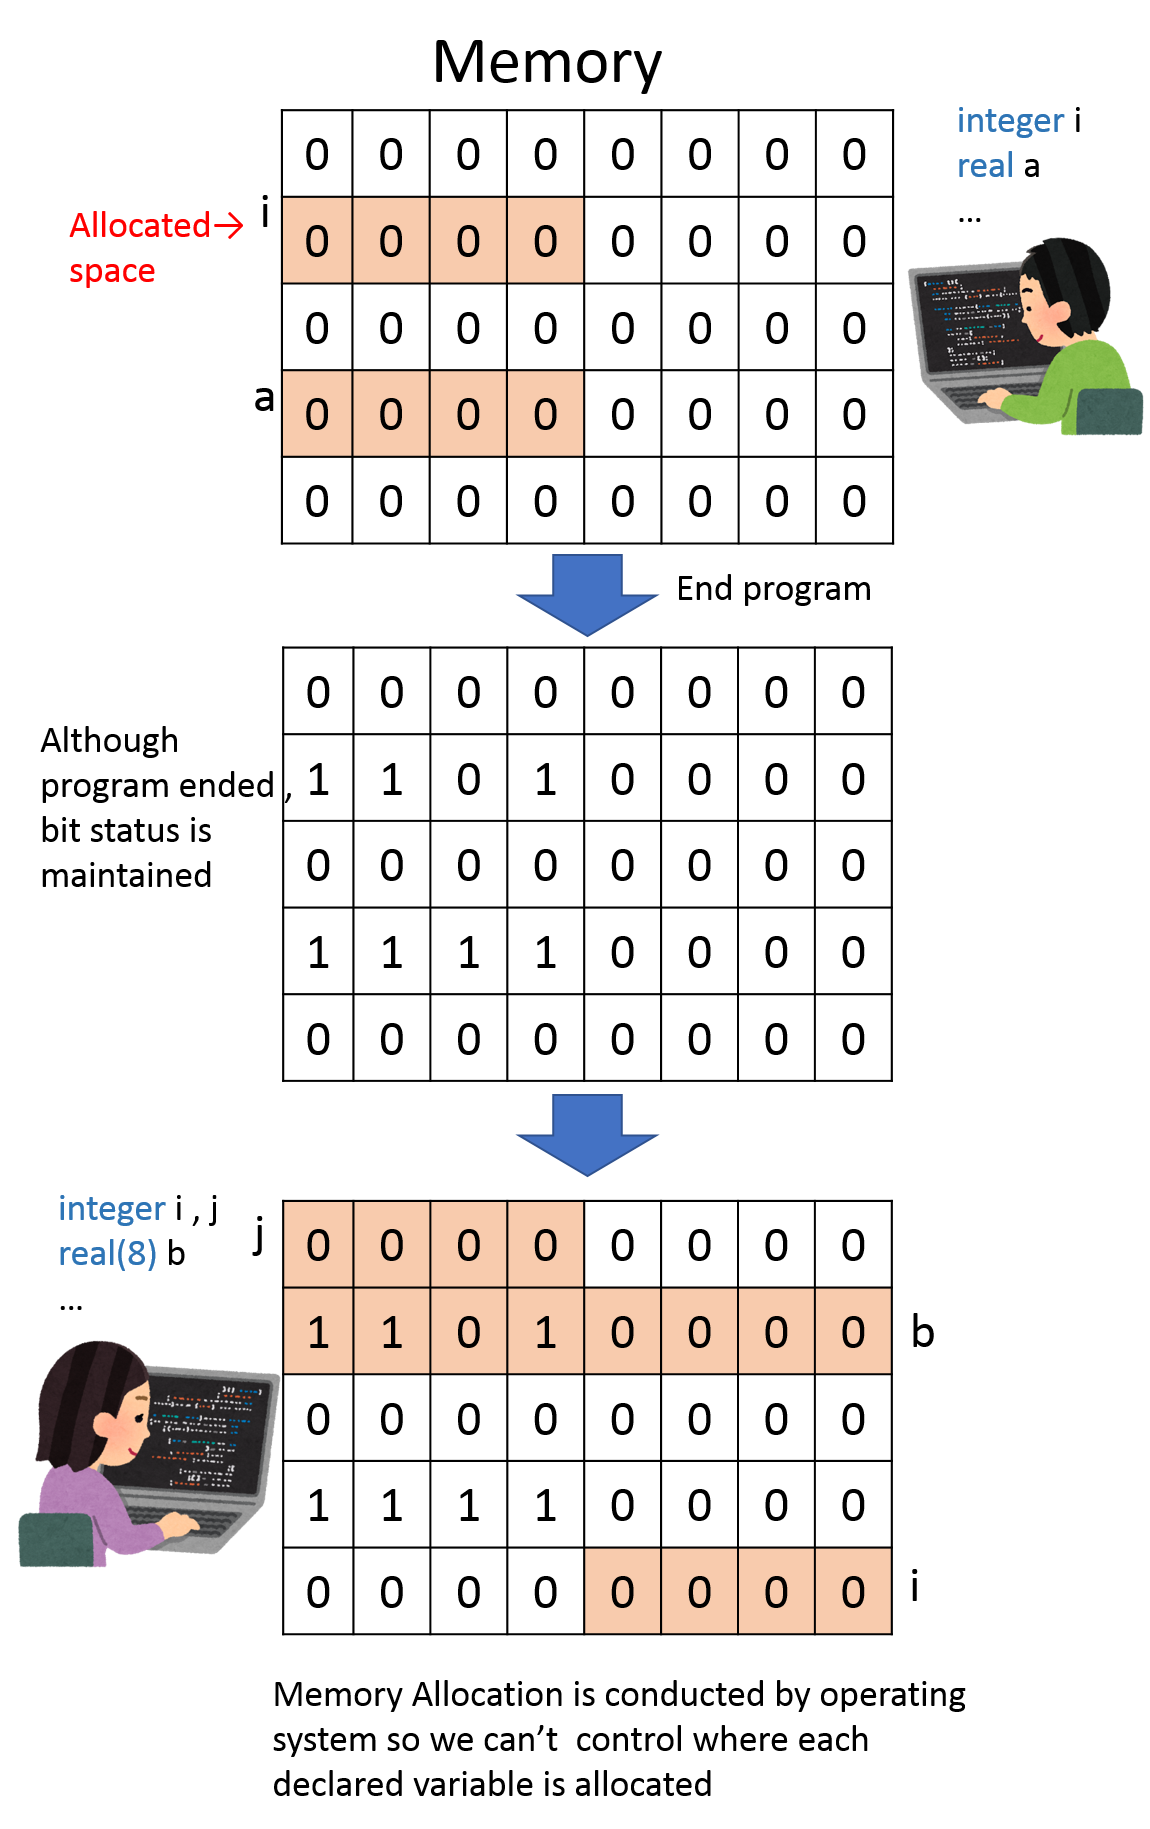 Memory
integer i
real a
...
0 0 0 0 0 0 0 0
i
Allocated→
space
0 0 0 0 0 0 0 0
0 0 0 0 0 0 0 0
a
0 0 0 0 0 0 0 0
0 0 0 0 0 0 0 0
End program
0 0 0 0 0 0 0 0
Although
program ended ,
bit status is
maintained
1 1 0 1 0 0 0 0
0 0 0 0 0 0 0 0
1 1 1 1 0 0 0 0
0 0 0 0 0 0 0 0
integer i , j
real(8) b
...
j
0 0 0 0 0 0 0 0
1 1 0 1 0 0 0 0
b
0 0 0 0 0 0 0 0
1 1 1 1 0 0 0 0
0 0 0 0 0 0 0 0
i
Memory Allocation is conducted by operating
system so we can’t  control where each
declared variable is allocated